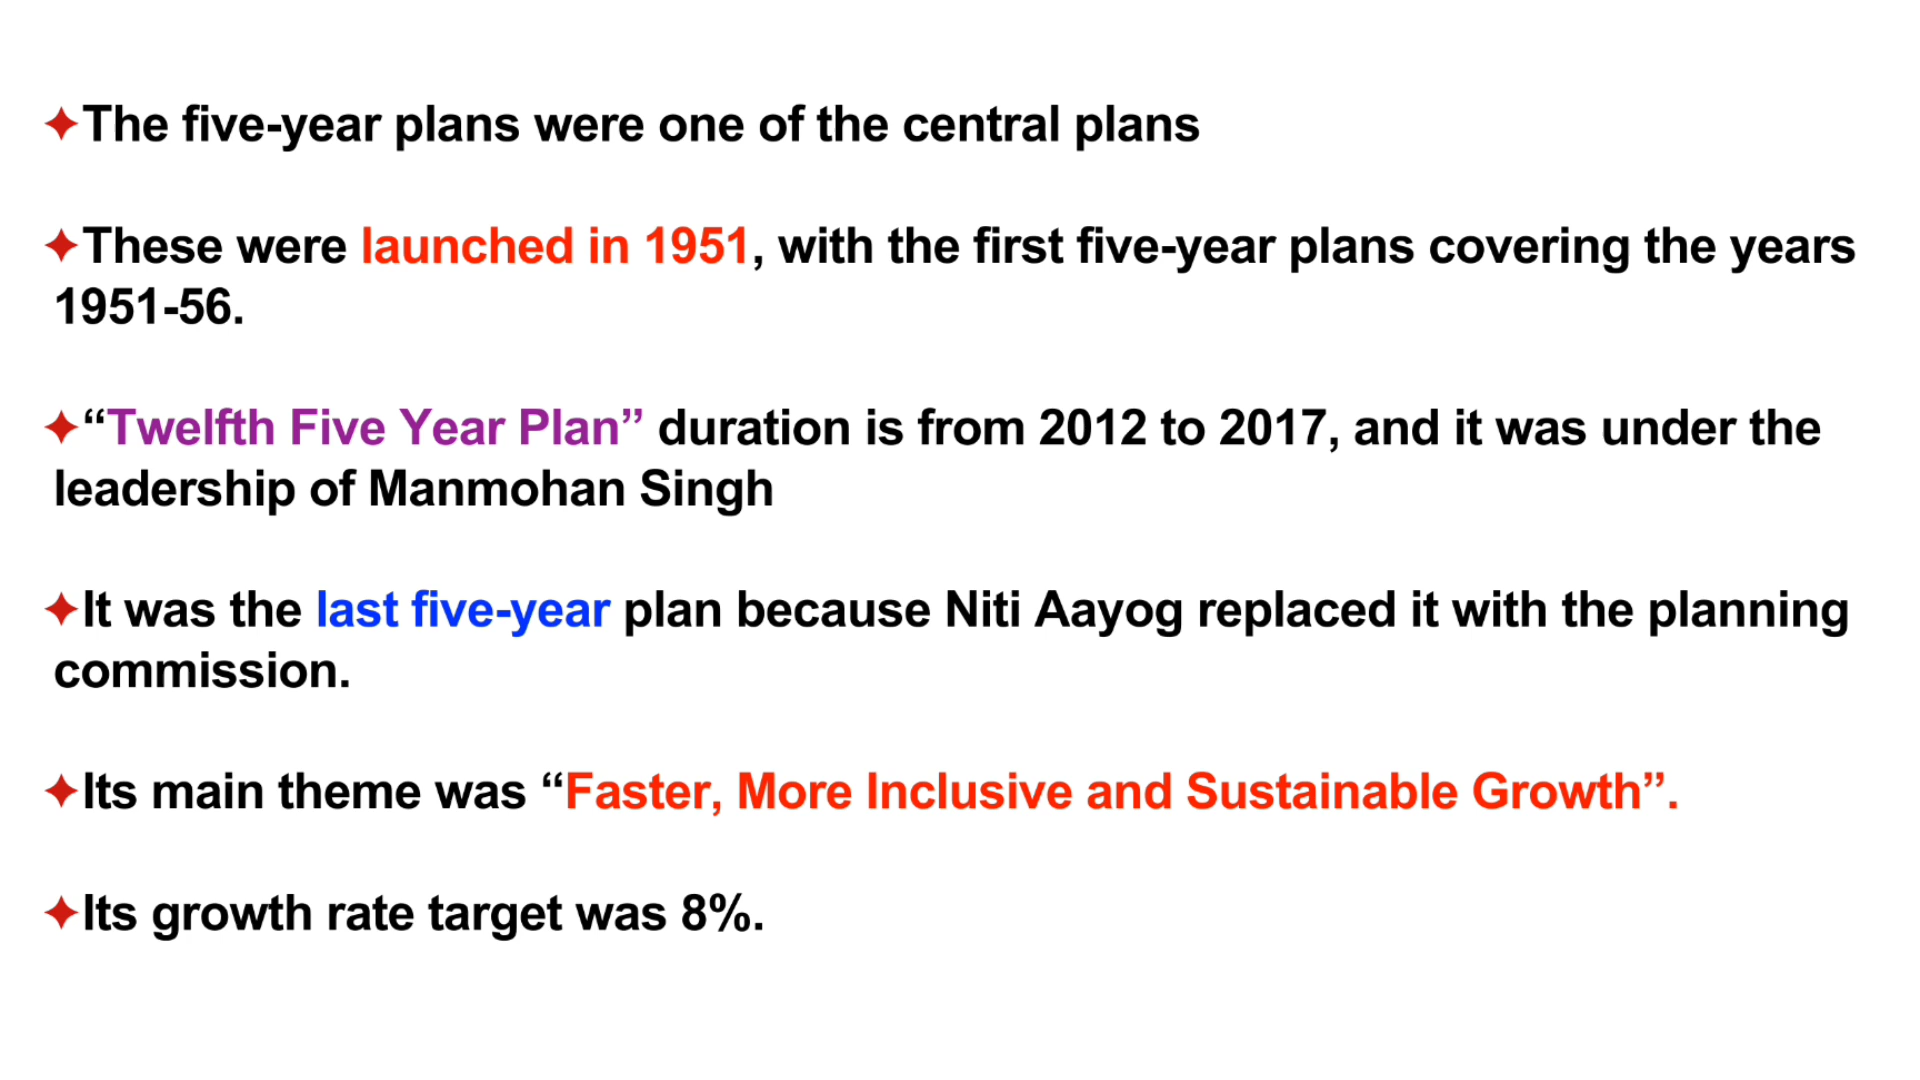 ✦The five-year plans were one of the central plans
✦These were launched in 1951, with the first five-year plans covering the years
1951-56.
✦“Twelfth Five Year Plan” duration is from 2012 to 2017, and it was under the
leadership of Manmohan Singh
✦It was the last five-year plan because Niti Aayog replaced it with the planning
commission.
✦Its main theme was “Faster, More Inclusive and Sustainable Growth”.
✦Its growth rate target was 8%.